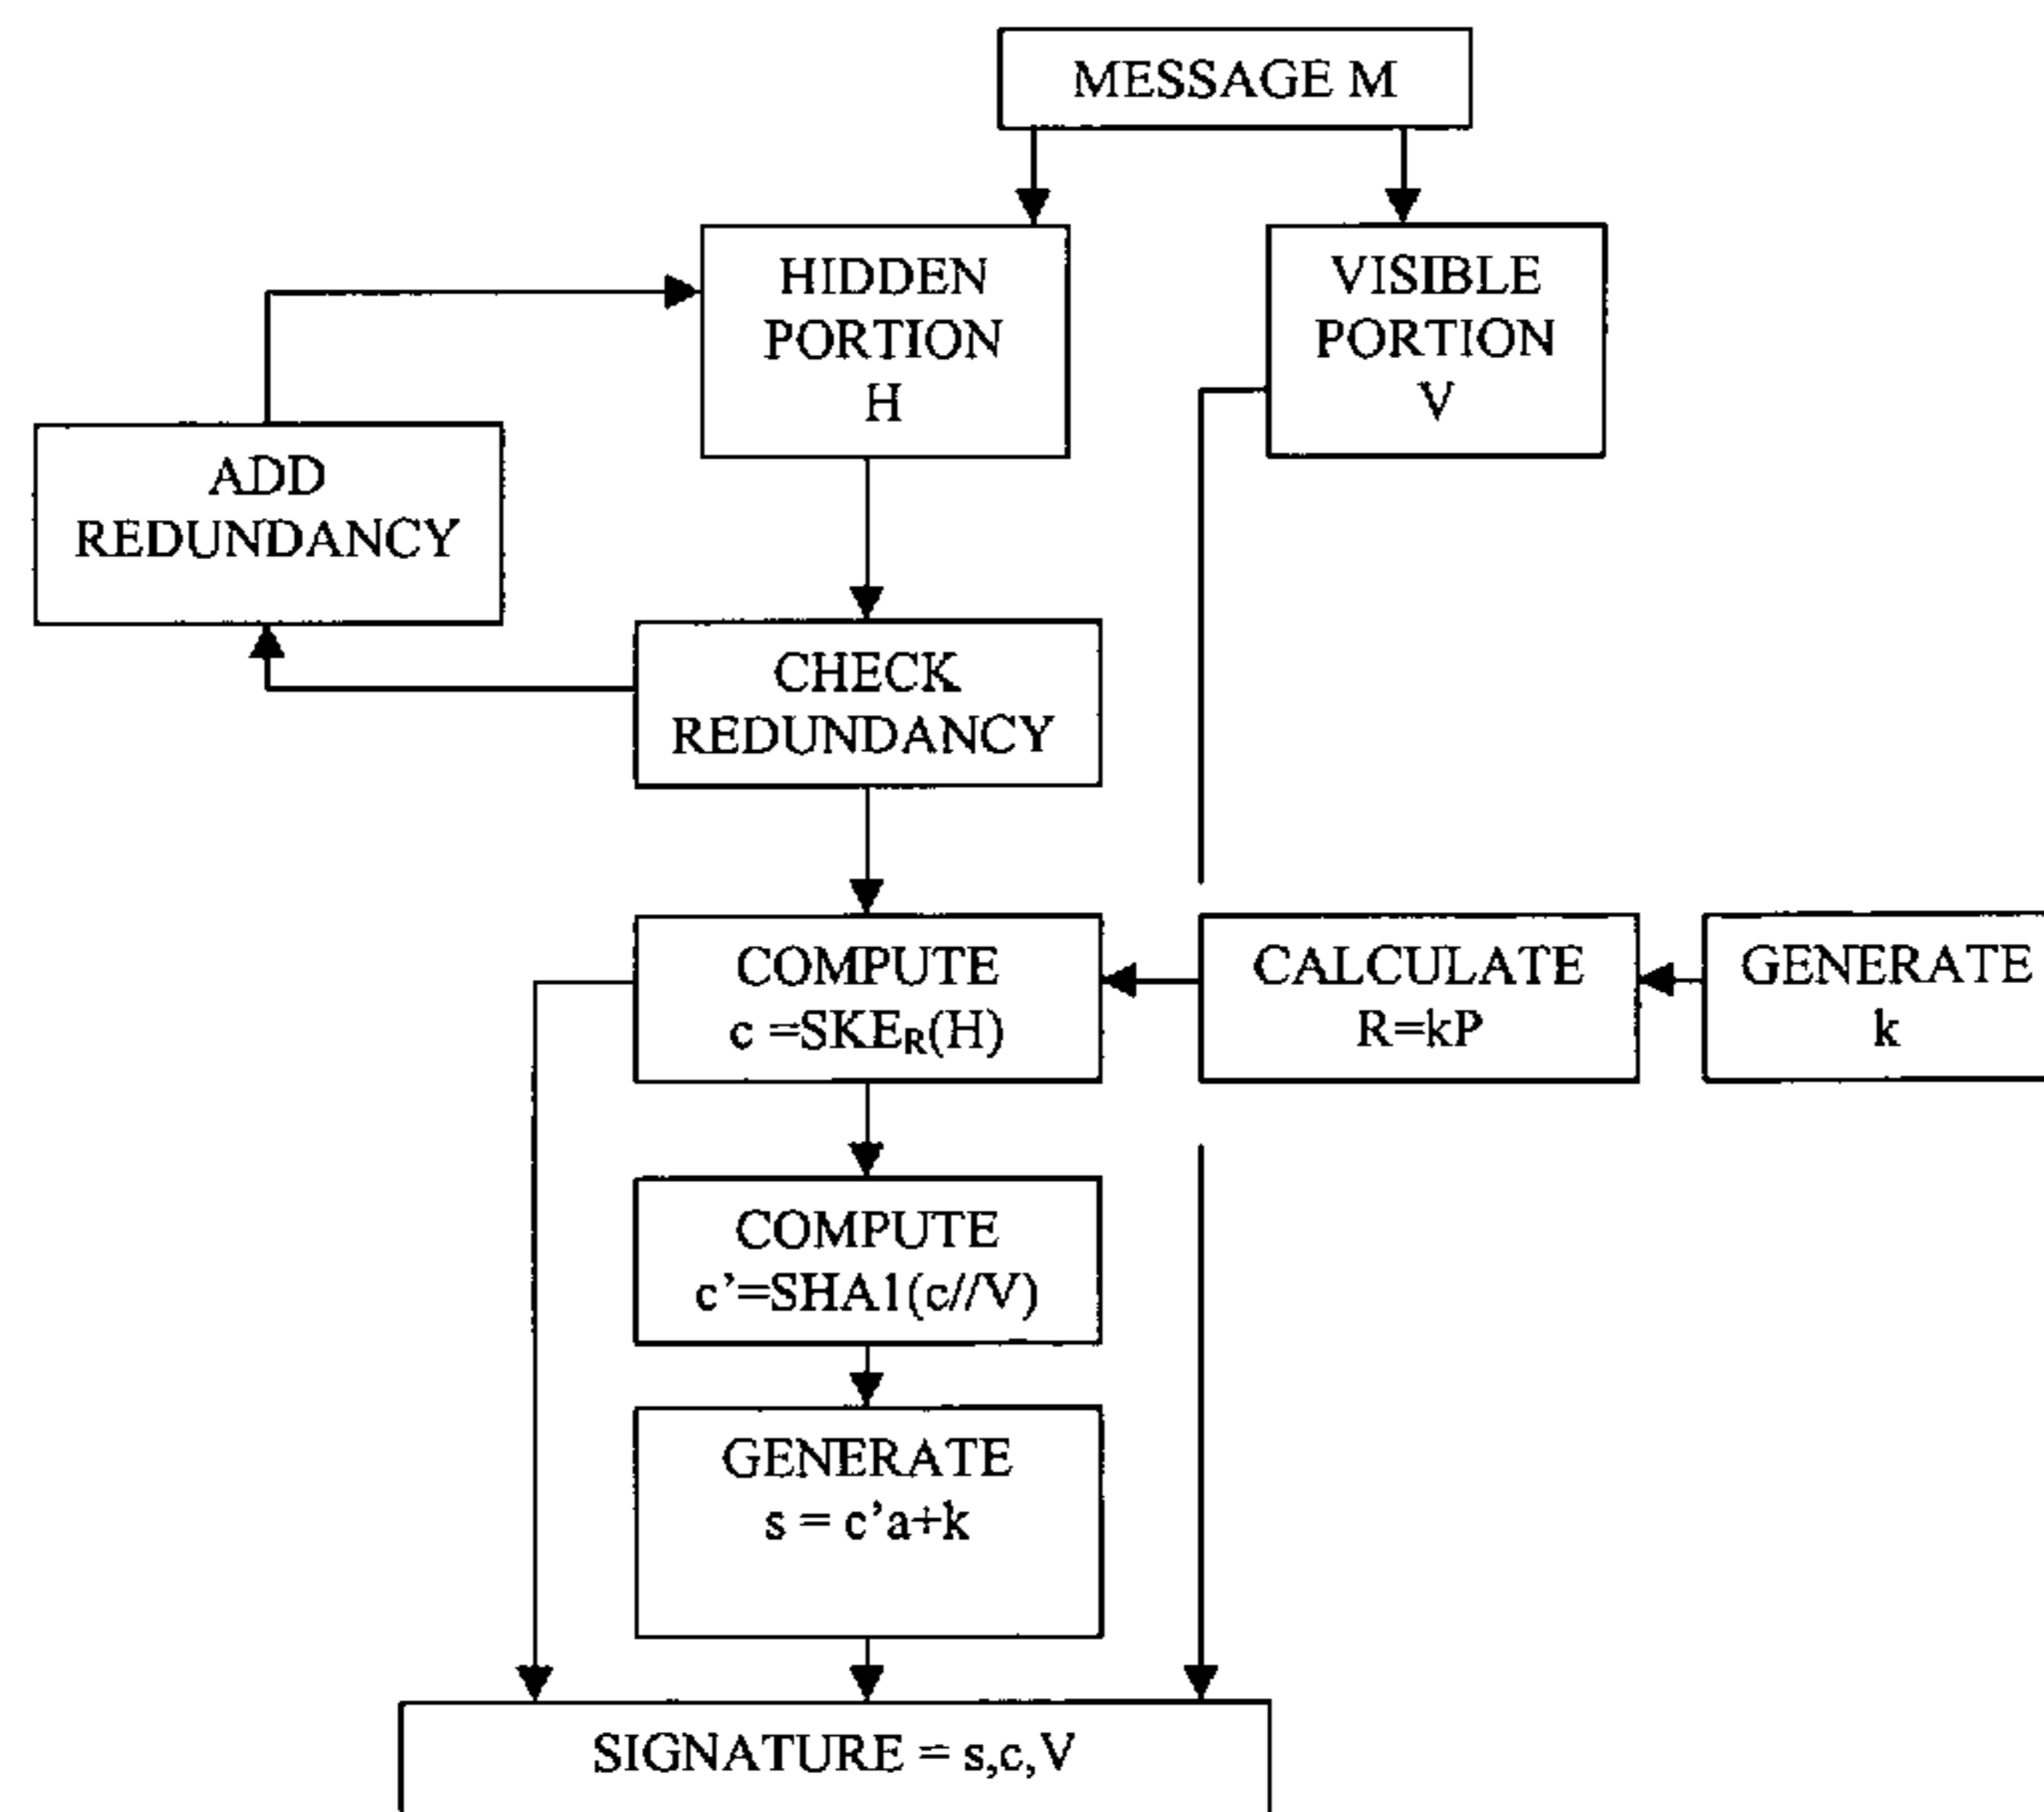 MESSAGE M
HIDDEN
PORTION
H
VISIBLE
PORTION
V
ADD
REDUNDANCY
CHECK
REDUNDANCY
COMPUTE
c =SKE_R(H)
CALCULATE
R=kP
GENERATE
k
COMPUTE
c’=SHA1(c//V)
GENERATE
s = c’a+k
SIGNATURE = s,c,V